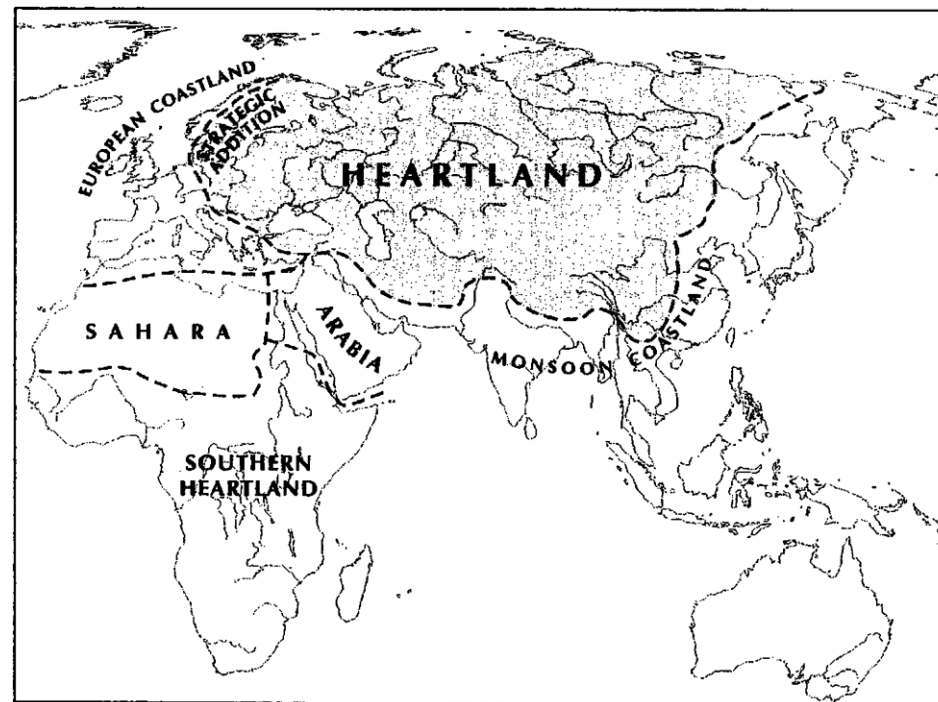 EUROPEAN COASTLAND
STRATEGIC
ADDITION
HEARTLAND
SAHARA
ARABIA
MONSOON COASTLAND
SOUTHERN
HEARTLAND